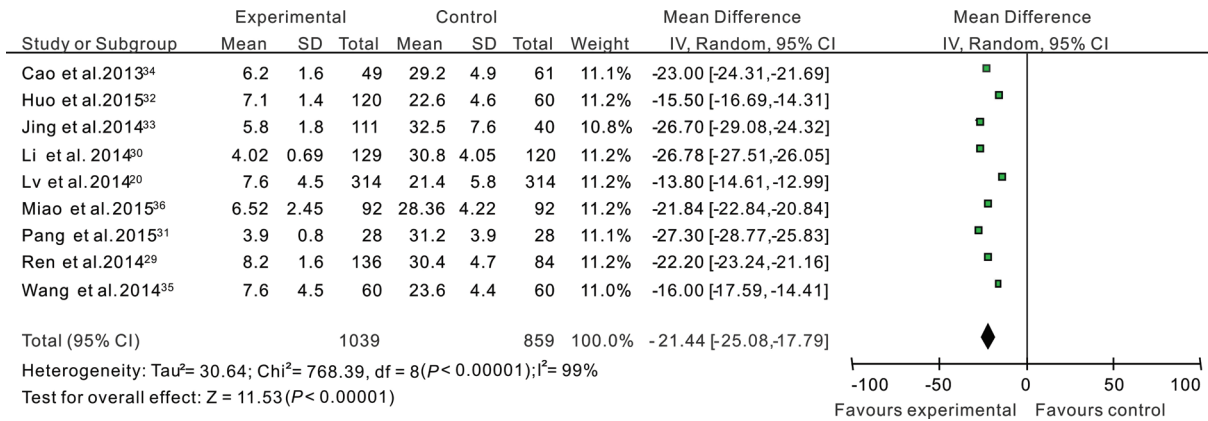 Experimental Control Mean Difference Mean Difference
Study or Subgroup Mean SD Total Mean SD Total Weight IV, Random, 95% CI IV, Random, 95% CI
Cao et al.2013³⁴ 6.2 1.6 49 29.2 4.9 61 11.1% -23.00 [-24.31,-21.69]
Huo et al.2015³² 7.1 1.4 120 22.6 4.6 60 11.2% -15.50 [-16.69,-14.31]
Jing et al.2014³³ 5.8 1.8 111 32.5 7.6 40 10.8% -26.70 [-29.08,-24.32]
Li et al. 2014³⁰ 4.02 0.69 129 30.8 4.05 120 11.2% -26.78 [-27.51,-26.05]
Lv et al.2014²⁰ 7.6 4.5 314 21.4 5.8 314 11.2% -13.80 [-14.61,-12.99]
Miao et al.2015³⁶ 6.52 2.45 92 28.36 4.22 92 11.2% -21.84 [-22.84,-20.84]
Pang et al.2015³¹ 3.9 0.8 28 31.2 3.9 28 11.1% -27.30 [-28.77,-25.83]
Ren et al.2014²⁹ 8.2 1.6 136 30.4 4.7 84 11.2% -22.20 [-23.24,-21.16]
Wang et al.2014³⁵ 7.6 4.5 60 23.6 4.4 60 11.0% -16.00 [-17.59,-14.41]
Total (95% CI) 1039 859 100.0% -21.44 [-25.08,-17.79]
Heterogeneity: Tau²= 30.64; Chi²= 768.39, df = 8(P< 0.00001);I²= 99%
Test for overall effect: Z = 11.53(P< 0.00001)
-100 -50 0 50 100
Favours experimental Favours control